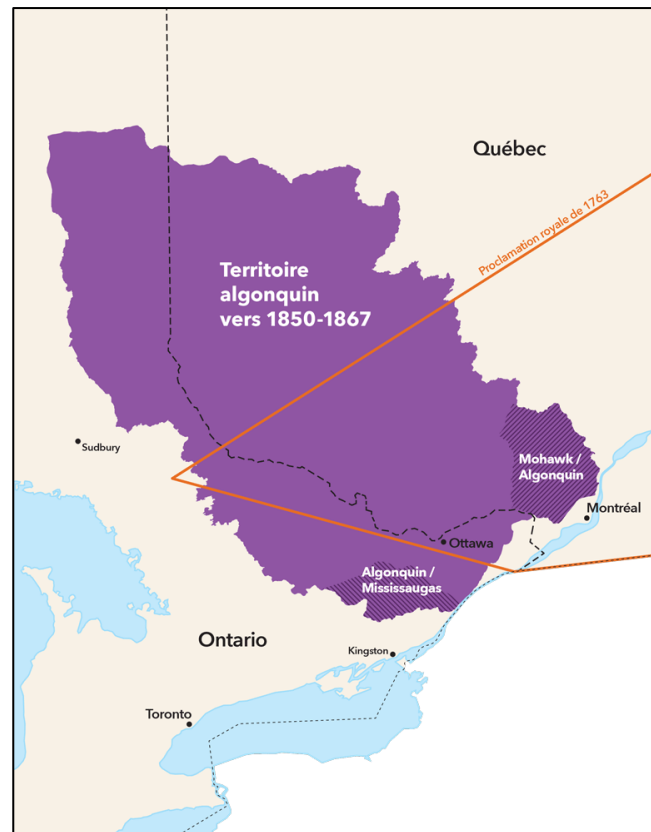 Québec
Proclamation royale de 1763
Territoire
algonquin
vers 1850-1867
Sudbury
Mohawk /
Algonquin
Montréal
Ottawa
Algonquin /
Mississaugas
Ontario
Kingston
Toronto